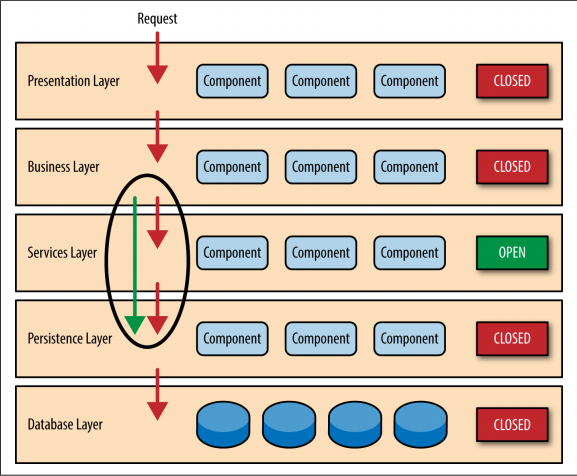 Request
Presentation Layer Component Component Component CLOSED
Business Layer Component Component Component CLOSED
Services Layer Component Component Component OPEN
Persistence Layer Component Component Component CLOSED
Database Layer CLOSED